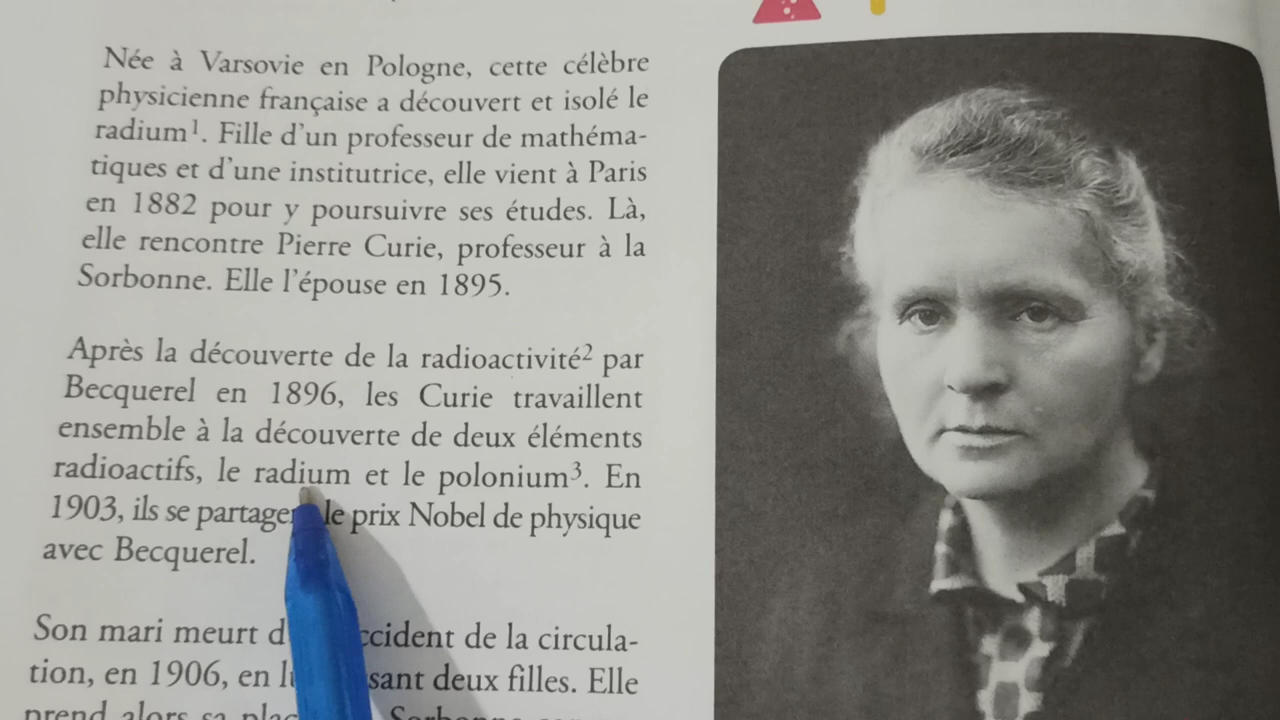 Née à Varsovie en Pologne, cette célèbre
physicienne française a découvert et isolé le
radium¹. Fille d'un professeur de mathéma-
tiques et d'une institutrice, elle vient à Paris
en 1882 pour y poursuivre ses études. Là,
elle rencontre Pierre Curie, professeur à la
Sorbonne. Elle l'épouse en 1895.
Après la découverte de la radioactivité² par
Becquerel en 1896, les Curie travaillent
ensemble à la découverte de deux éléments
radioactifs, le radium et le polonium³. En
1903, ils se partagent le prix Nobel de physique
avec Becquerel.
Son mari meurt de la circula-
tion, en 1906, en deux filles. Elle
prend alors sa Sorbonne